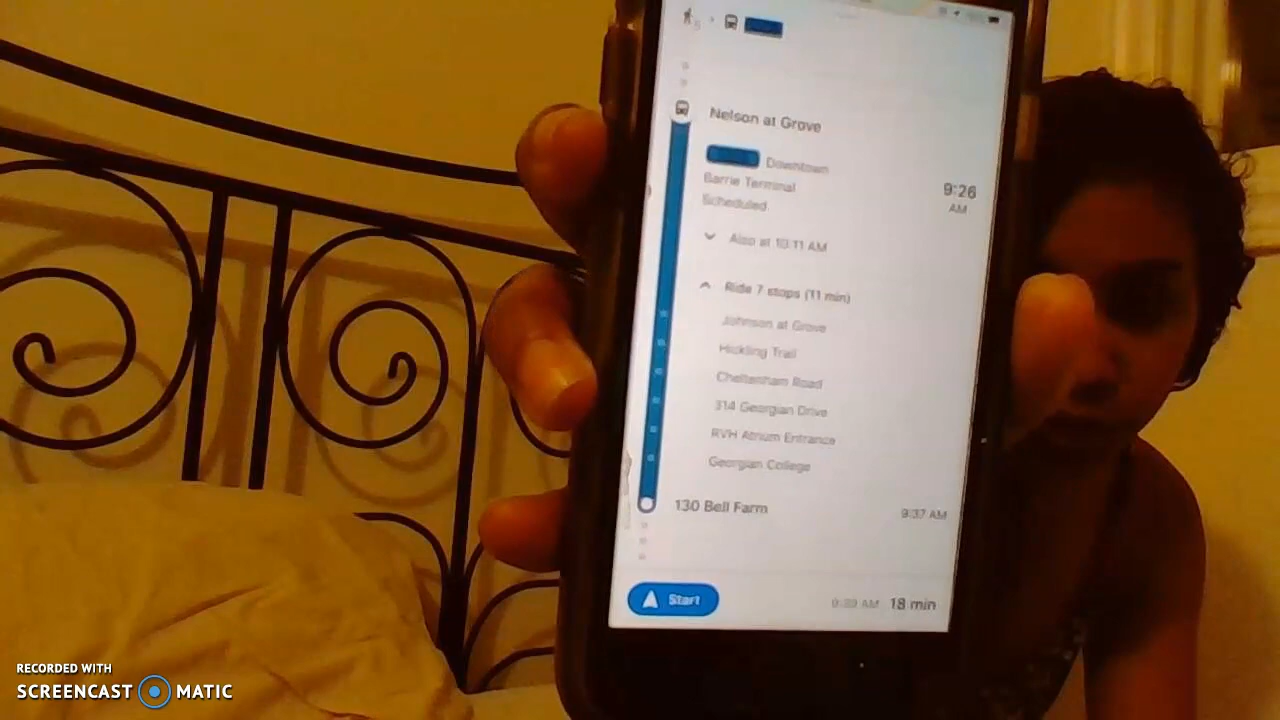 Nelson at Grove
Downtown
Barrie Terminal
9:26
AM
Scheduled
Also at 10:11 AM
Ride 7 stops (11 min)
Johnson at Grove
Hickling Trail
Cheltenham Road
314 Georgian Drive
RVH Atrium Entrance
Georgian College
130 Bell Farm
9:37 AM
Start
18 min
RECORDED WITH
SCREENCAST MATIC